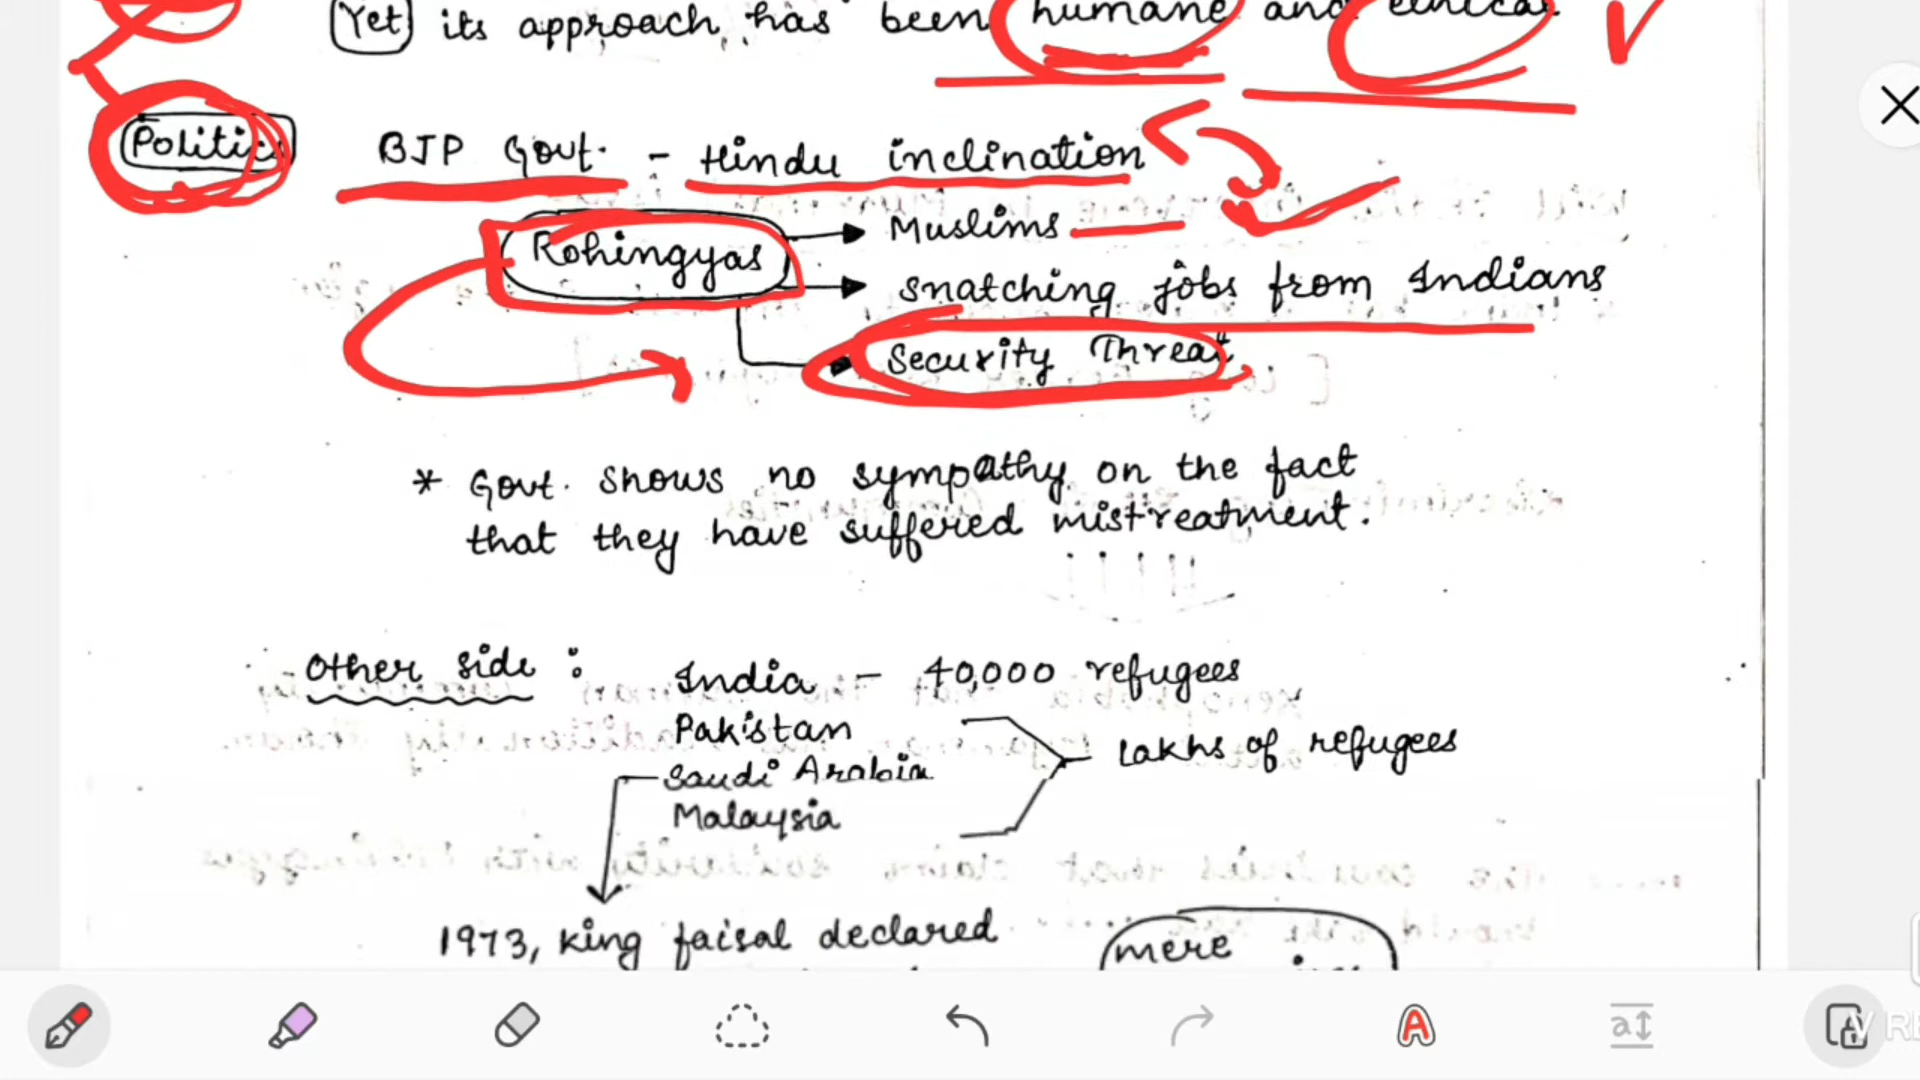 Yet its approach has been humane and ethical
Politics
BJP Govt. - Hindu inclination
Rohingyas
Muslims
snatching jobs from Indians
Security Threat
* Govt. shows no sympathy on the fact
that they have suffered mistreatment.
Other side :
India - 40,000 refugees
Pakistan
Saudi Arabia
Malaysia
lakhs of refugees
1973, King faisal declared
mere
A
a